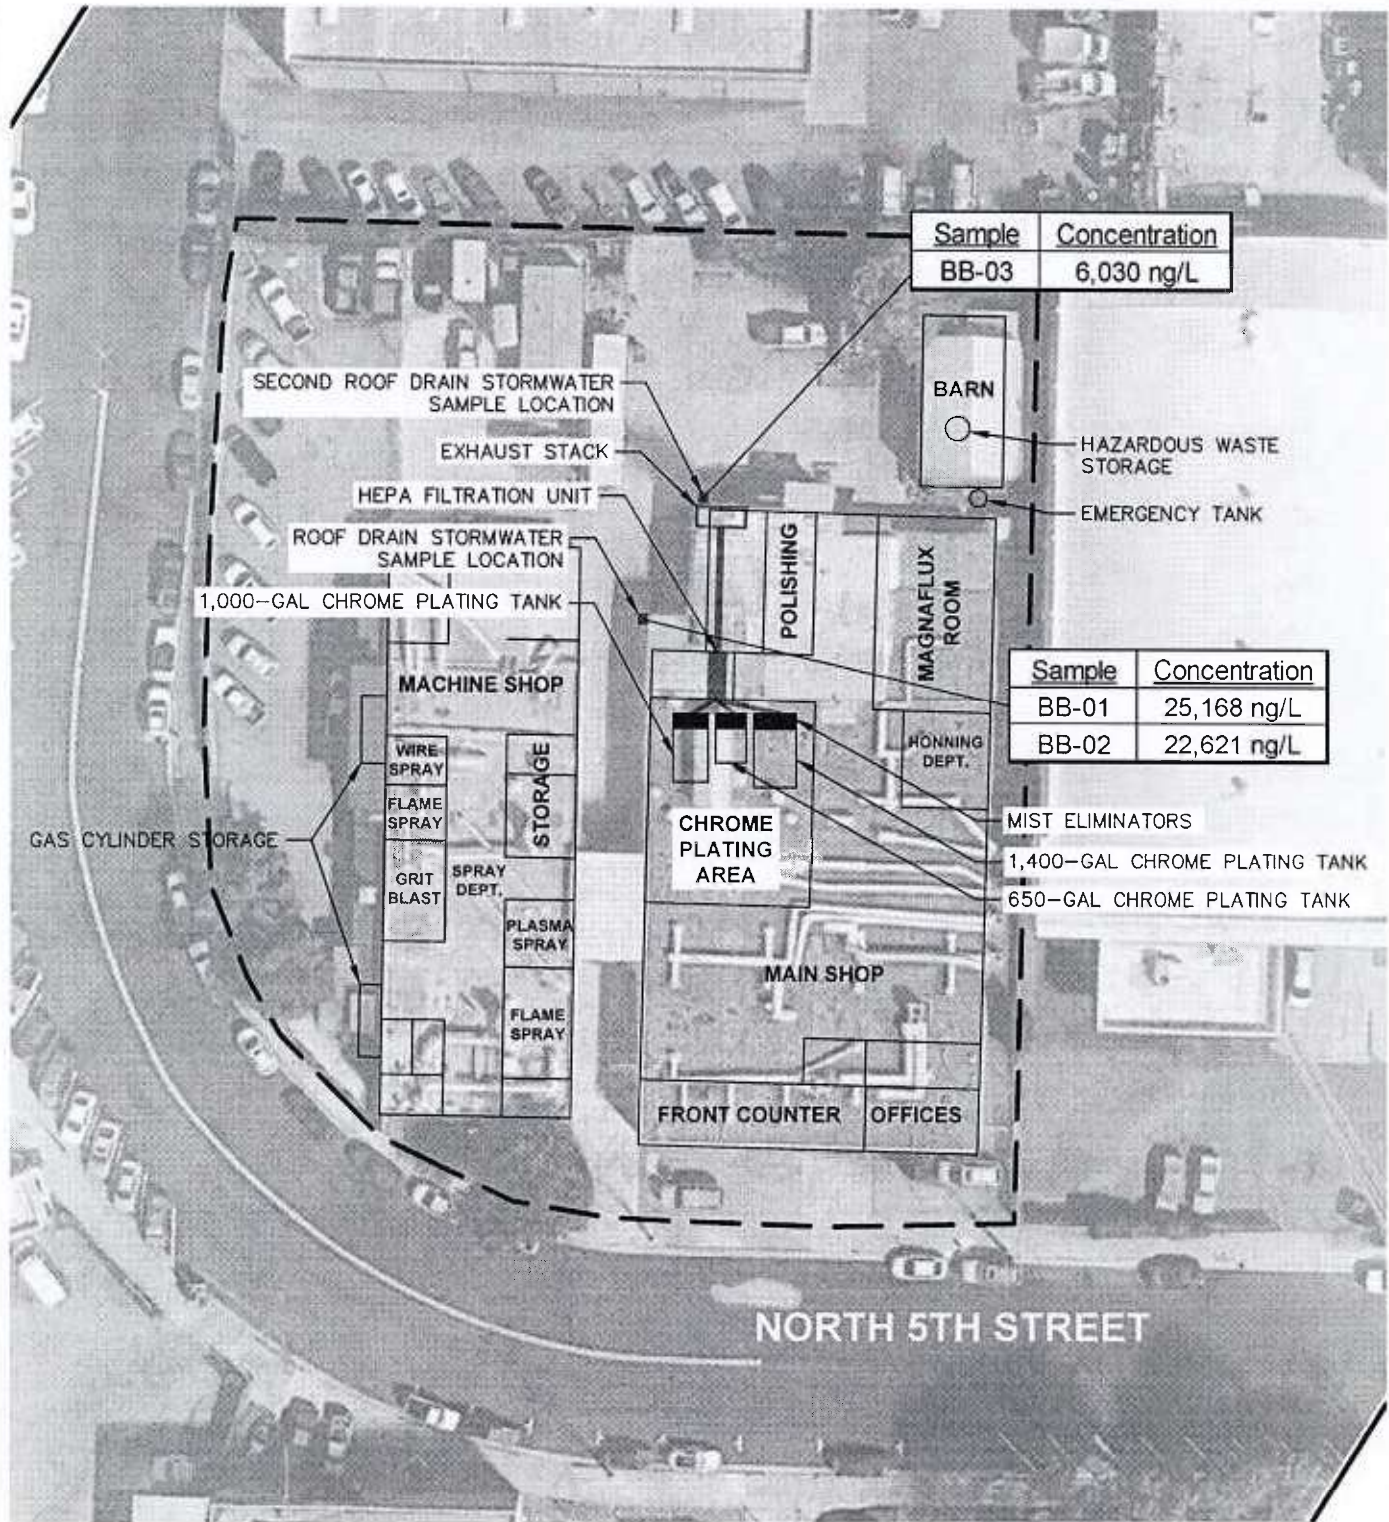 Sample Concentration
BB-03 6,030 ng/L
SECOND ROOF DRAIN STORMWATER
SAMPLE LOCATION
BARN
EXHAUST STACK
HAZARDOUS WASTE
STORAGE
HEPA FILTRATION UNIT
EMERGENCY TANK
ROOF DRAIN STORMWATER
SAMPLE LOCATION
POLISHING
MAGNAFLUX
ROOM
1,000-GAL CHROME PLATING TANK
MACHINE SHOP
Sample Concentration
BB-01 25,168 ng/L
BB-02 22,621 ng/L
WIRE
SPRAY
STORAGE
HONNING
DEPT.
FLAME
SPRAY
GAS CYLINDER STORAGE
CHROME
PLATING
AREA
MIST ELIMINATORS
1,400-GAL CHROME PLATING TANK
650-GAL CHROME PLATING TANK
GRIT
BLAST
SPRAY
DEPT.
PLASMA
SPRAY
MAIN SHOP
FLAME
SPRAY
FRONT COUNTER
OFFICES
NORTH 5TH STREET